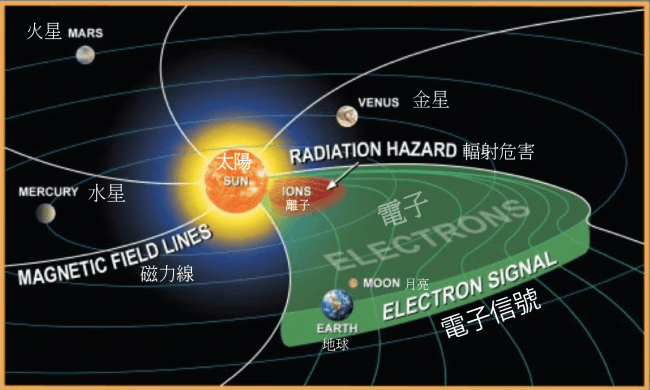 火星 MARS
VENUS 金星
太陽
SUN
RADIATION HAZARD 輻射危害
MERCURY 水星
IONS
離子
電子
ELECTRONS
MAGNETIC FIELD LINES
磁力線
MOON 月亮
ELECTRON SIGNAL
電子信號
EARTH
地球